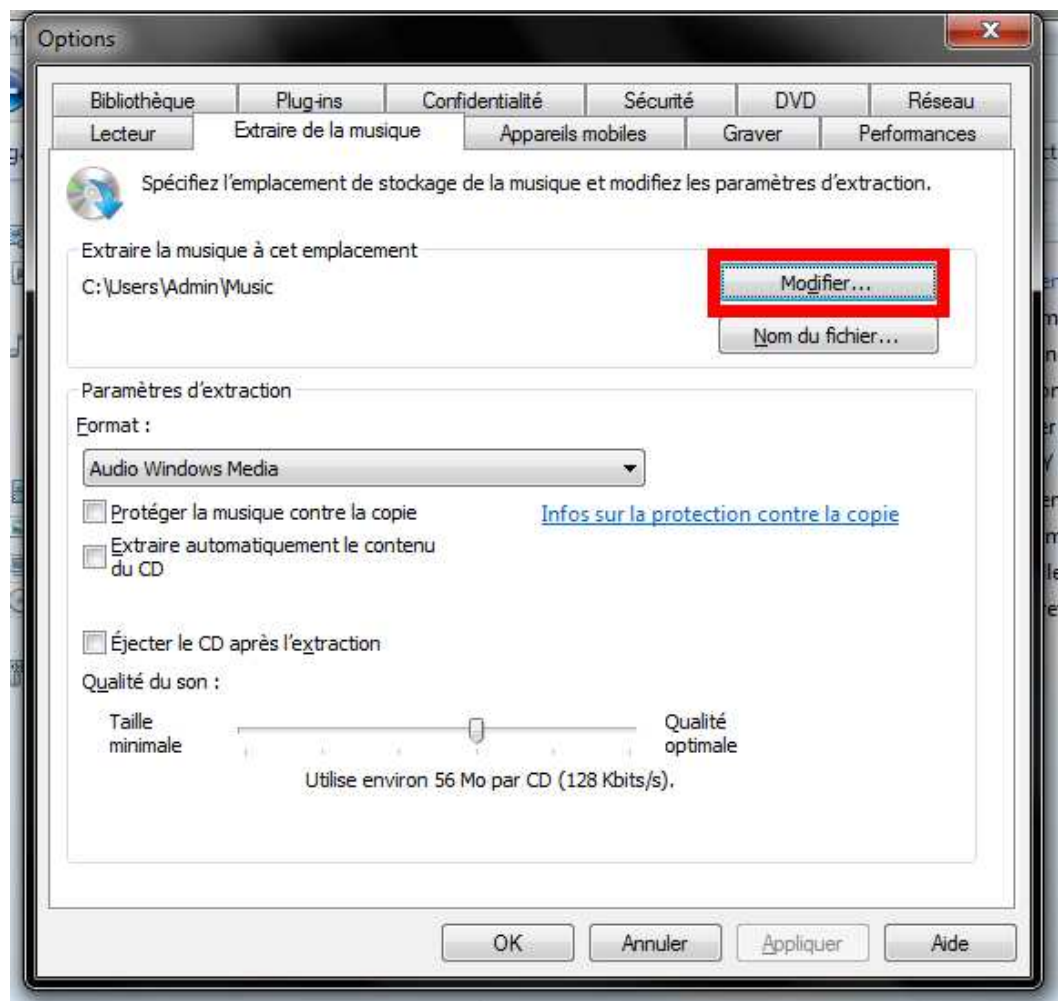 Options
Bibliothèque Plug-ins Confidentialité Sécurité DVD Réseau
Lecteur Extraire de la musique Appareils mobiles Graver Performances
Spécifiez l'emplacement de stockage de la musique et modifiez les paramètres d'extraction.
Extraire la musique à cet emplacement
C:\Users\Admin\Music
Modifier...
Nom du fichier...
Paramètres d'extraction
Format :
Audio Windows Media
Protéger la musique contre la copie Infos sur la protection contre la copie
Extraire automatiquement le contenu
du CD
Éjecter le CD après l'extraction
Qualité du son :
Taille
minimale
Qualité
optimale
Utilise environ 56 Mo par CD (128 Kbits/s).
OK Annuler Appliquer Aide